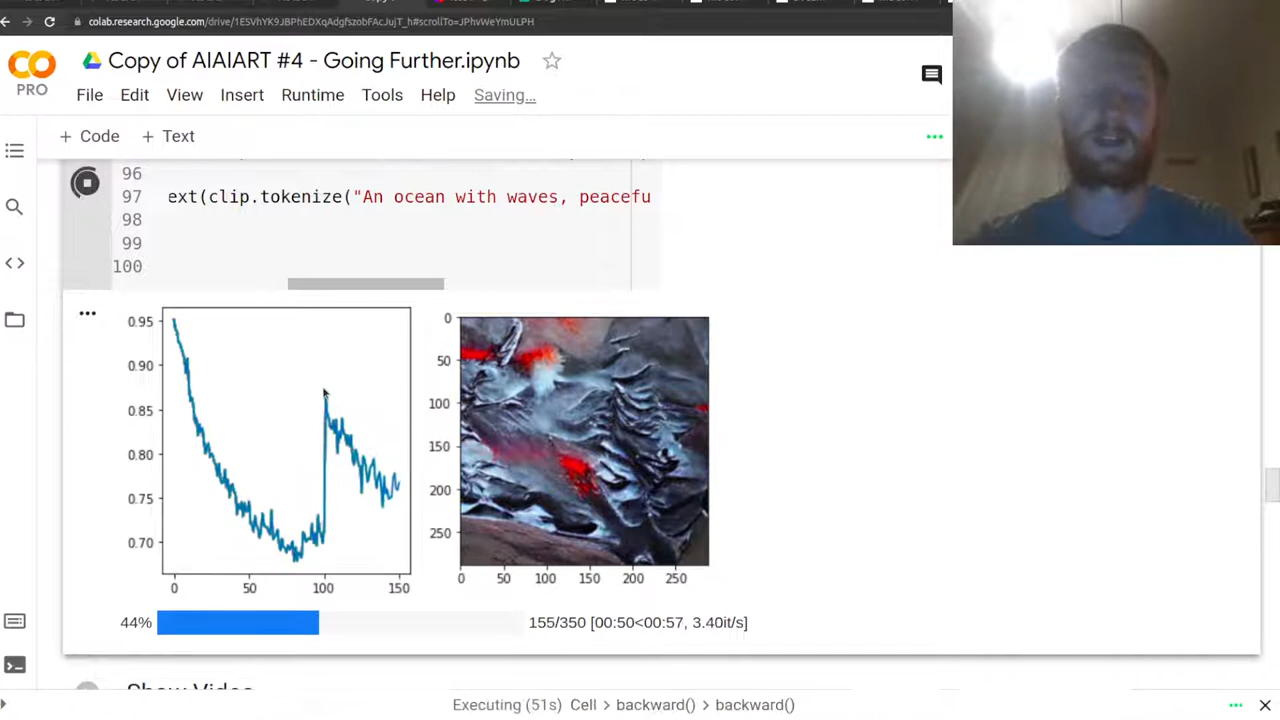 colab.research.google.com/drive/1ESVhYK9JBPhEDXqAdgfszobFAcJujT_h#scrollTo=JPhvWeYmULPH
PRO
Copy of AIAIART #4 - Going Further.ipynb
File Edit View Insert Runtime Tools Help Saving...
+ Code + Text
96
97 ext(clip.tokenize("An ocean with waves, peacefu
98
99
100
0.95
0.90
0.85
0.80
0.75
0.70
0 50 100 150
0
50
100
150
200
250
0 50 100 150 200 250
44% 155/350 [00:50<00:57, 3.40it/s]
Show Video
Executing (51s) Cell > backward() > backward()